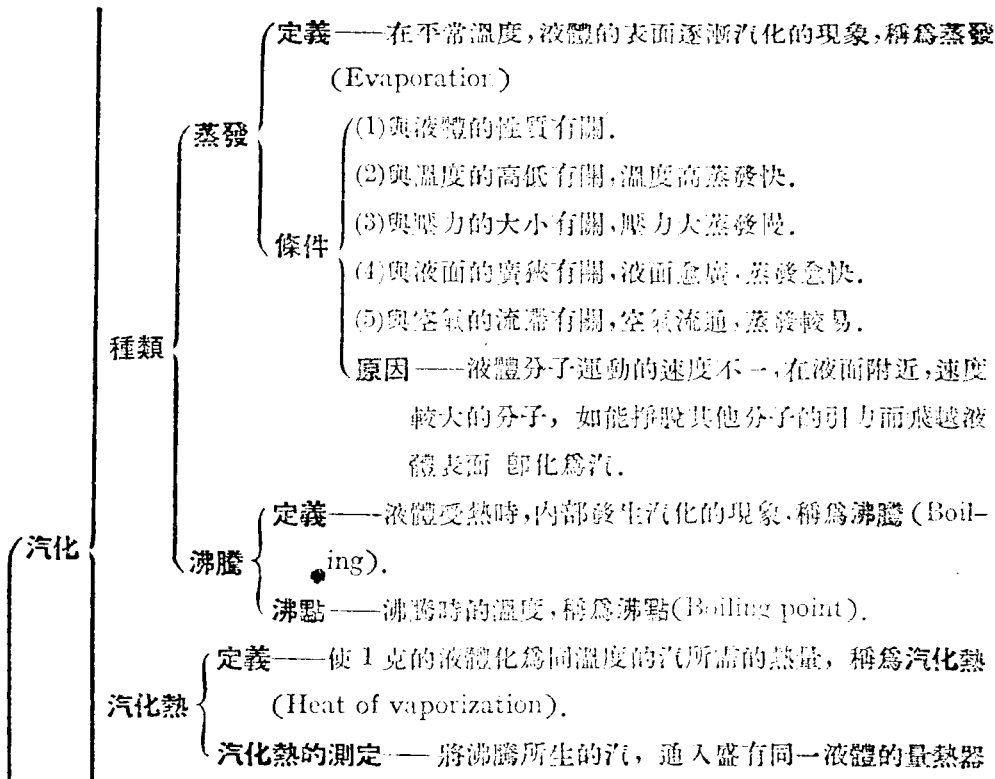 定義——在平常溫度,液體的表面逐漸汽化的現象,稱爲蒸發
(Evaporation)
蒸發
(1)與液體的性質有關.
(2)與溫度的高低有關,溫度高蒸發快.
(3)與壓力的大小有關,壓力大蒸發慢.
條件
(4)與液面的廣狹有關,液面愈廣,蒸發愈快.
(5)與空氣的流滯有關,空氣流通,蒸發較易.
種類
原因——液體分子運動的速度不一,在液面附近,速度
較大的分子, 如能掙脫其他分子的引力而飛越液
體表面 卽化爲汽.
定義——液體受熱時,內部發生汽化的現象,稱爲沸騰 (Boil-
汽化
沸騰
ing).
沸點——沸騰時的溫度,稱爲沸點(Boiling point).
定義——使 1 克的液體化爲同溫度的汽所需的熱量, 稱爲汽化熱
汽化熱
(Heat of vaporization).
汽化熱的測定——將沸騰所生的汽, 通入盛有同一液體的量熱器